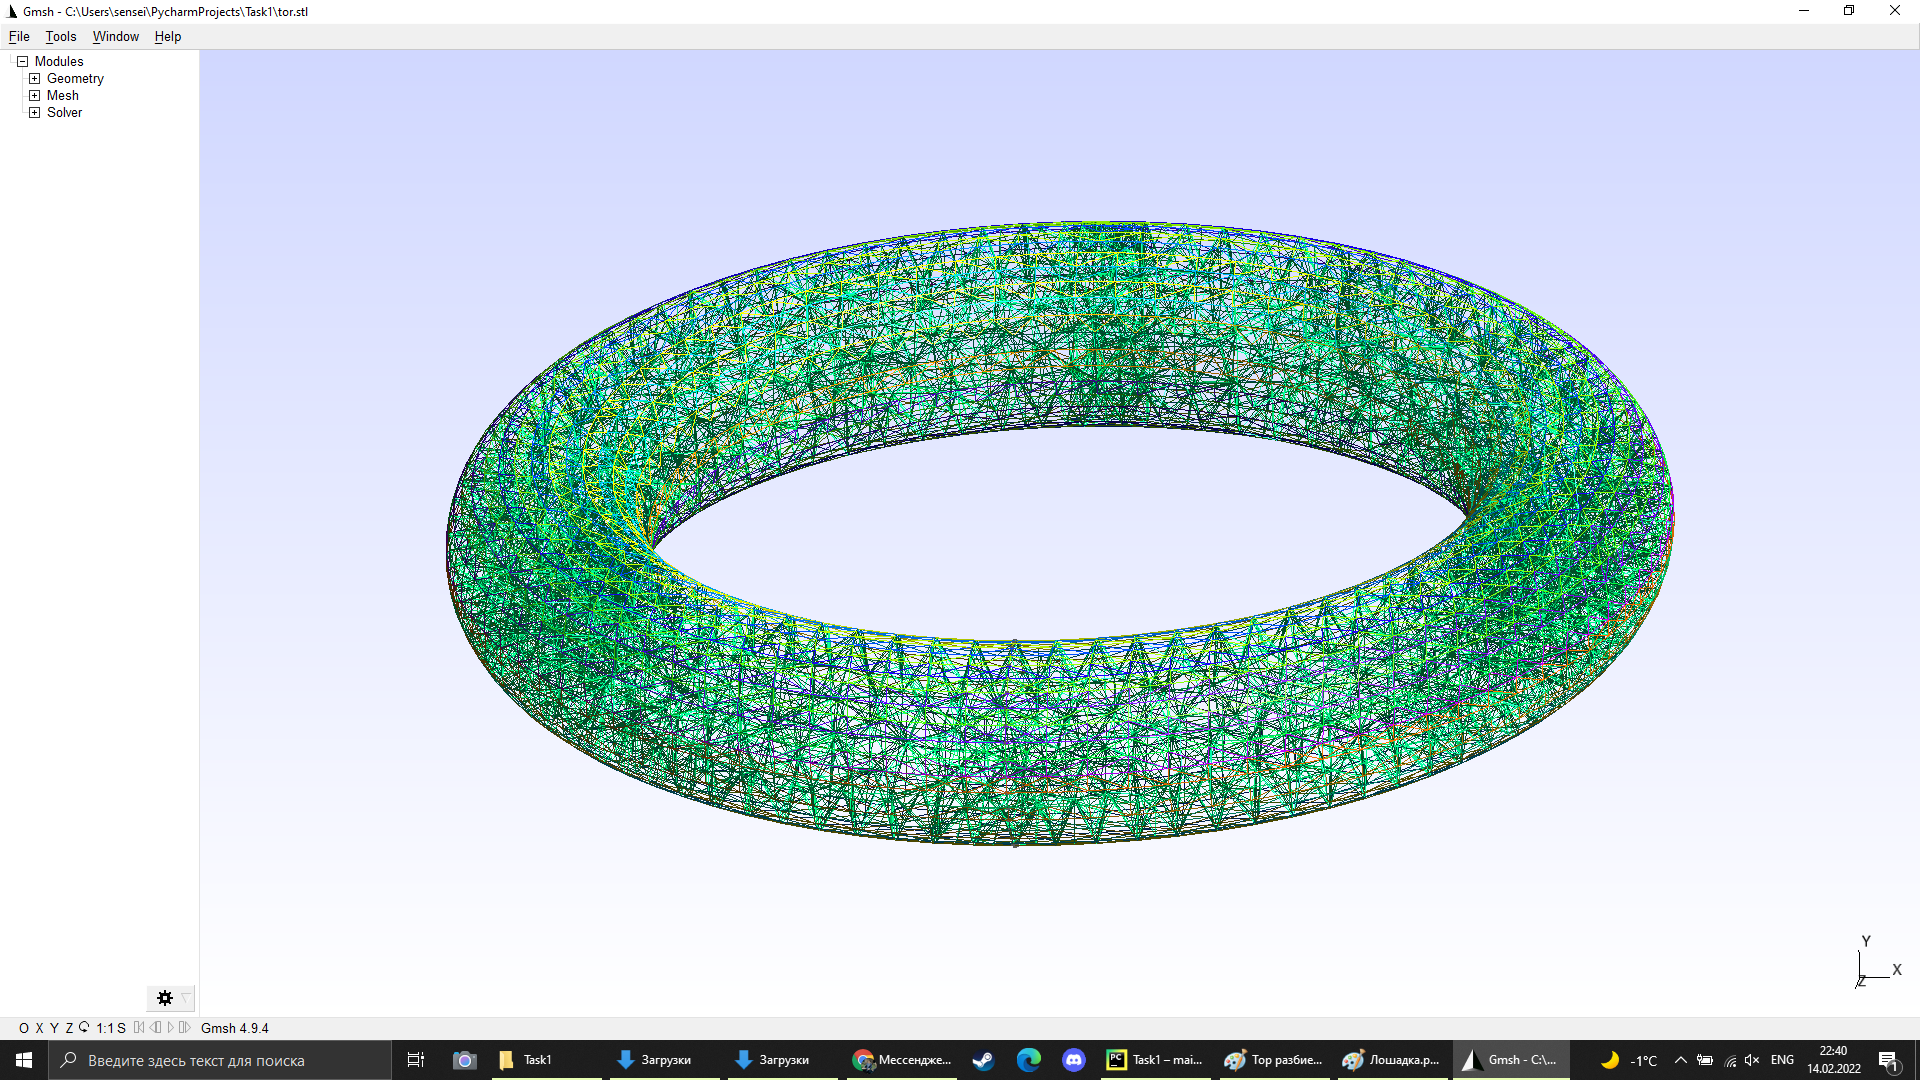 Gmsh - C:\Users\sensei\PycharmProjects\Task1\tor.stl
File Tools Window Help
Modules
Geometry
Mesh
Solver
Y
X
Z
O X Y Z 1:1 S Gmsh 4.9.4
Введите здесь текст для поиска Task1 Загрузки Загрузки Мессендже... Task1 – mai... Тор разбие... Лошадка.p... Gmsh - C:\... -1°C ENG 22:40
14.02.2022 1